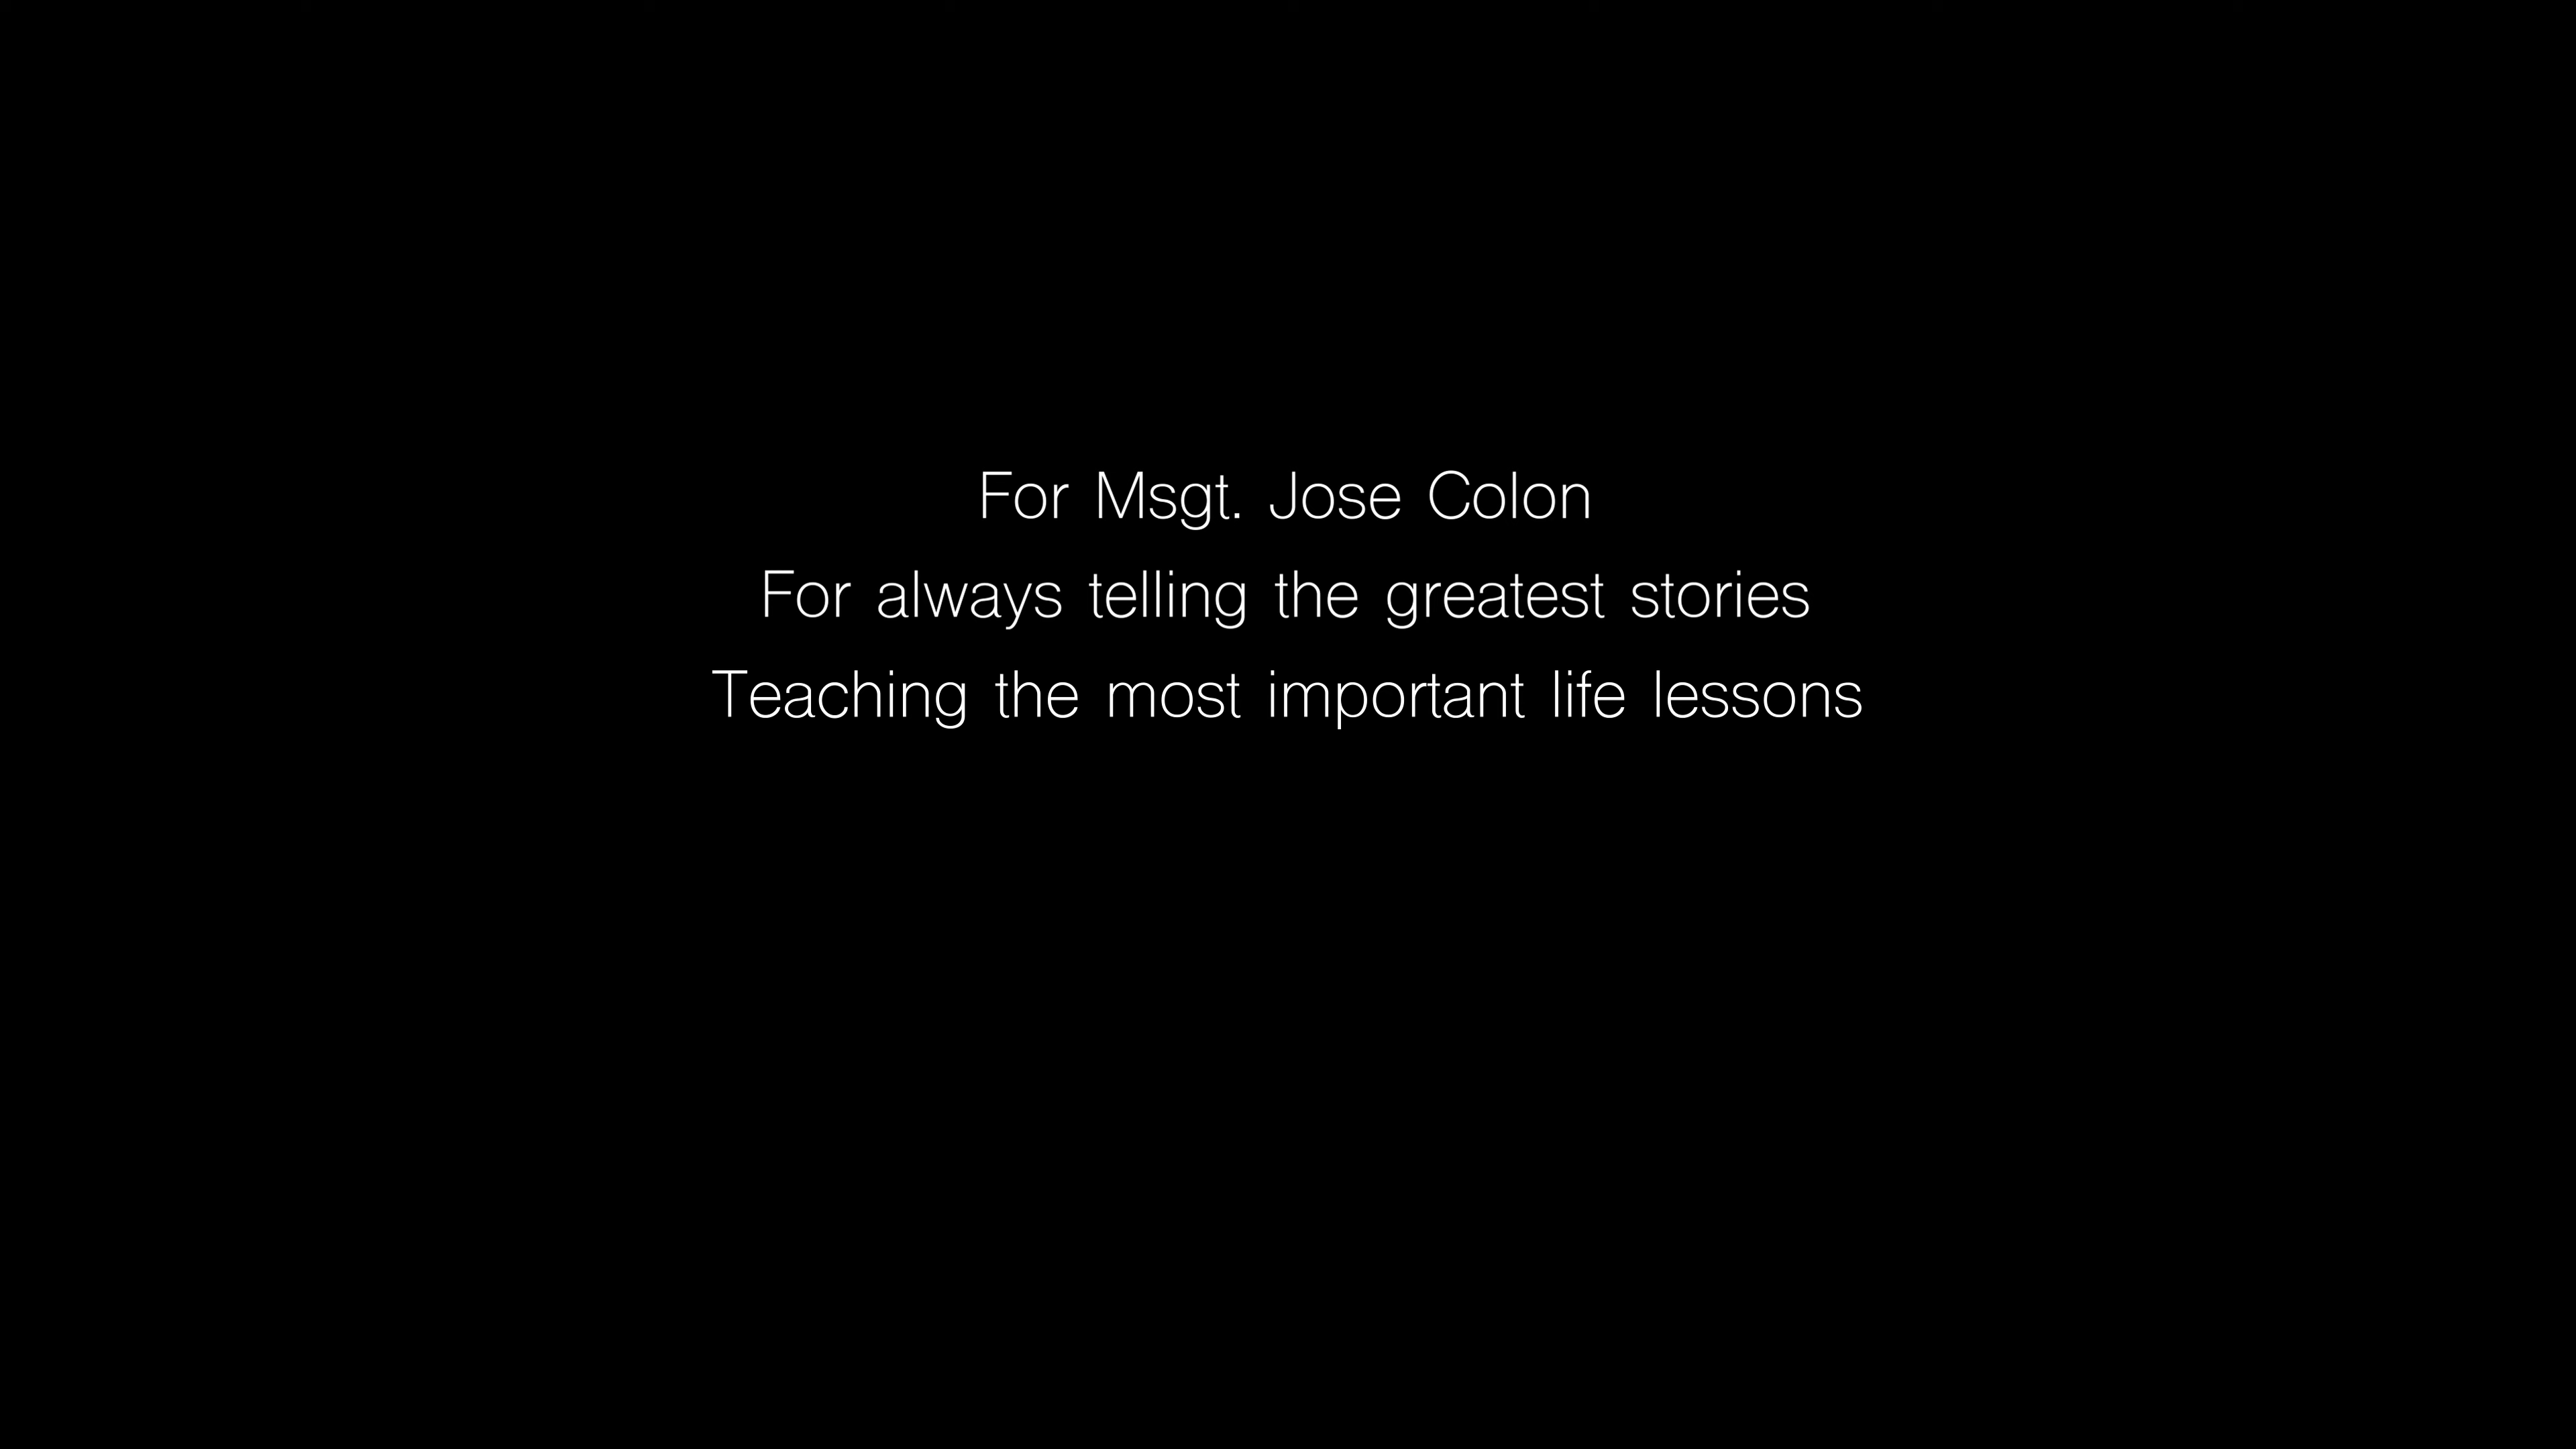 For Msgt. Jose Colon
For always telling the greatest stories
Teaching the most important life lessons